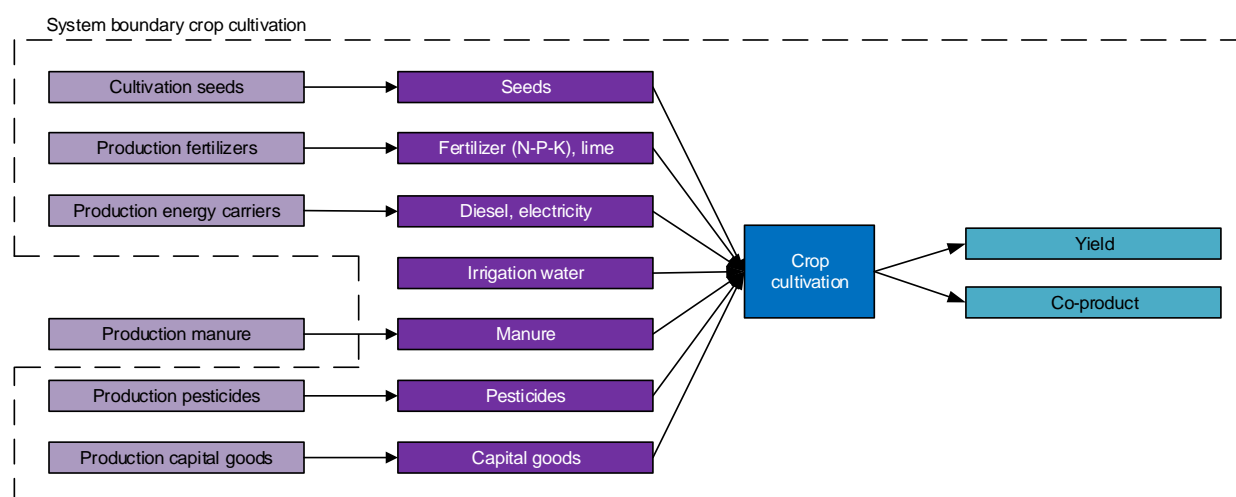 System boundary crop cultivation
Cultivation seeds
Seeds
Production fertilizers
Fertilizer (N-P-K), lime
Production energy carriers
Diesel, electricity
Irrigation water
Crop
cultivation
Yield
Co-product
Production manure
Manure
Production pesticides
Pesticides
Production capital goods
Capital goods